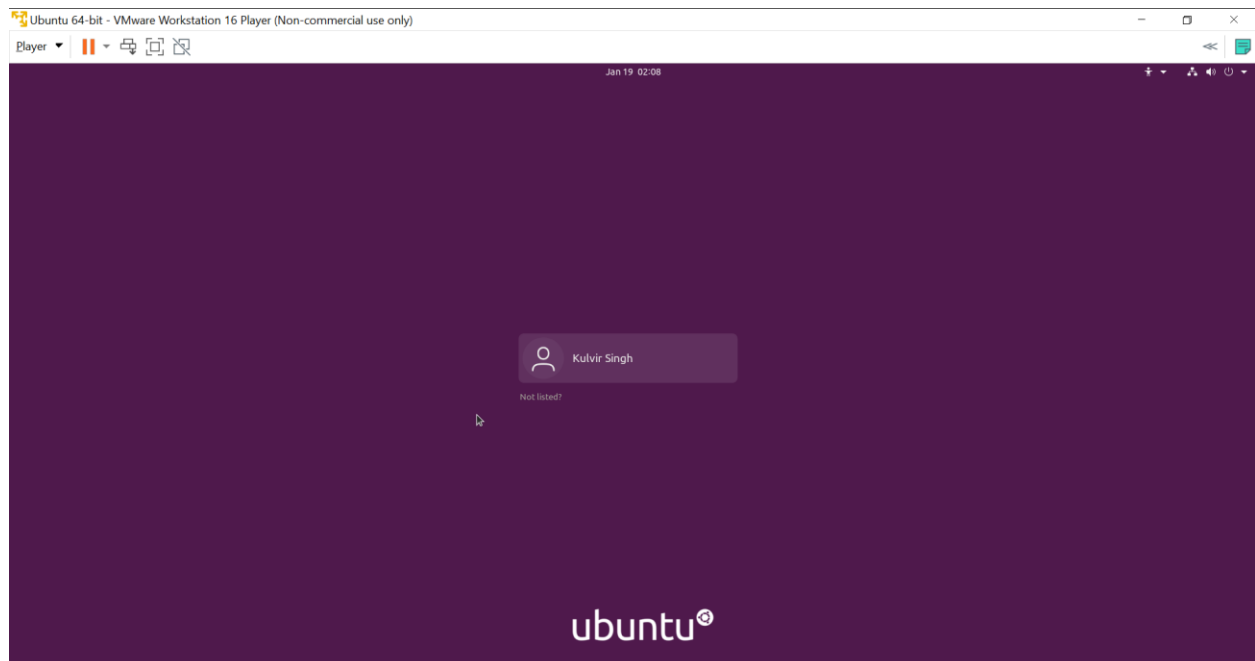 Ubuntu 64-bit - VMware Workstation 16 Player (Non-commercial use only)
Player
Jan 19 02:08
Kulvir Singh
Not listed?
ubuntu